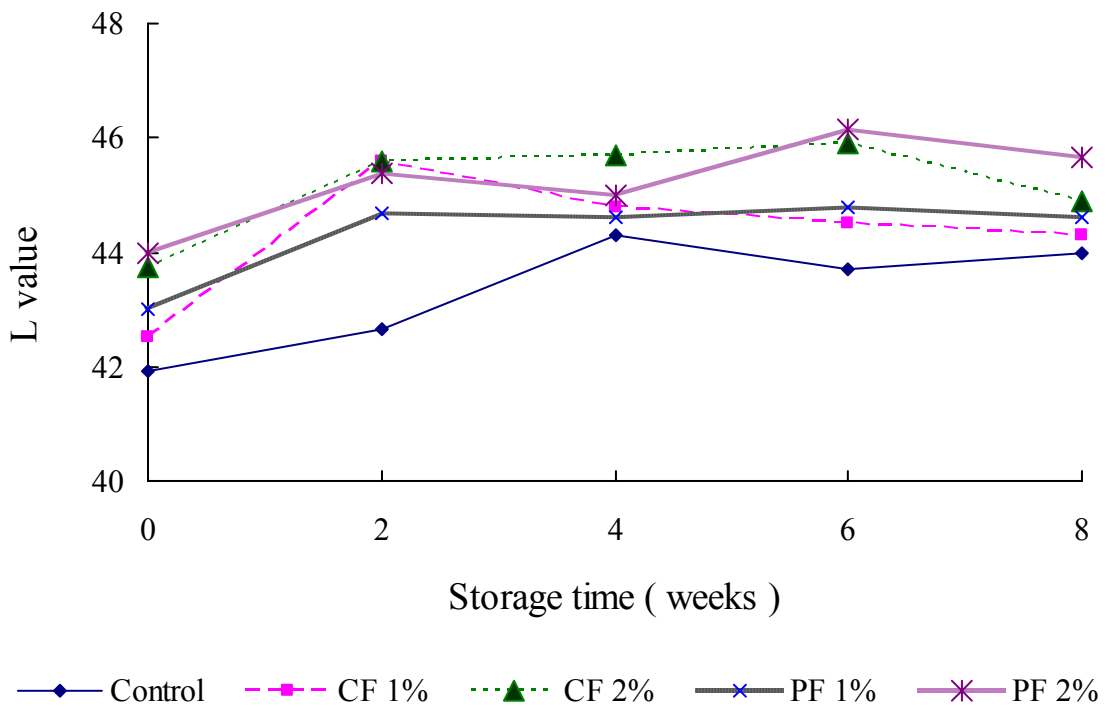 48
46
44
42
40
L value
0 2 4 6 8
Storage time ( weeks )
Control CF 1% CF 2% PF 1% PF 2%